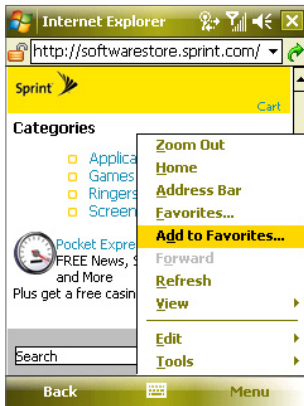 Internet Explorer
http://softwarestore.sprint.com/
Sprint
Cart
Categories
Applica
Games
Ringers
Screen
Pocket Expre
FREE News, S
and More
Plus get a free casin
Search
Zoom Out
Home
Address Bar
Favorites...
Add to Favorites...
Forward
Refresh
View
Edit
Tools
Back
Menu